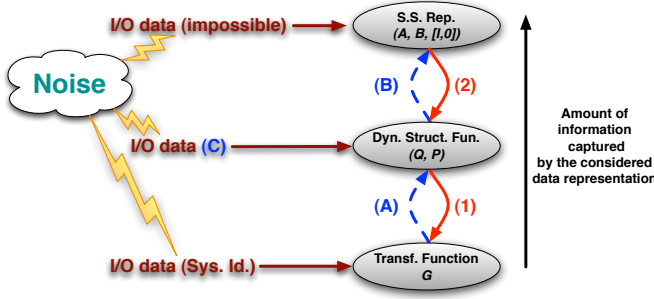 I/O data (impossible)
S.S. Rep.
(A, B, [I,0])
Noise
(B)
(2)
I/O data (C)
Dyn. Struct. Fun.
(Q, P)
Amount of
information
captured
by the considered
data representation
(A)
(1)
I/O data (Sys. Id.)
Transf. Function
G